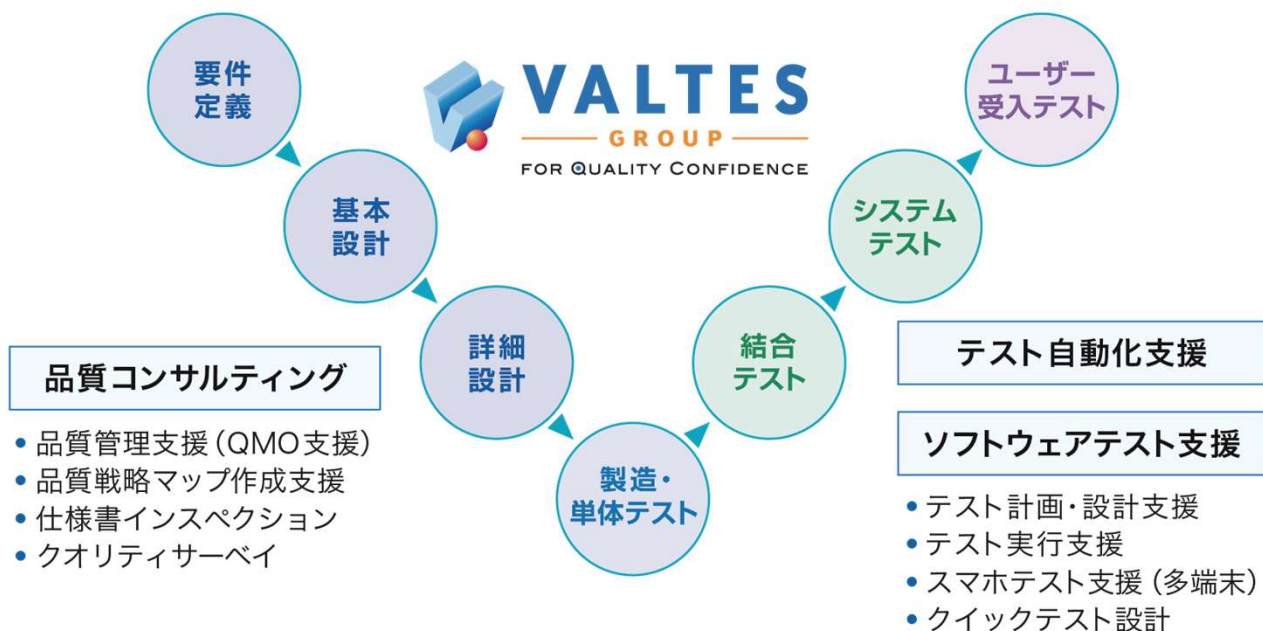 要件
定義
VALTES
GROUP
FOR QUALITY CONFIDENCE
ユーザー
受入テスト
基本
設計
システム
テスト
詳細
設計
結合
テスト
製造・
単体テスト
品質コンサルティング
• 品質管理支援(QMO支援)
• 品質戦略マップ作成支援
• 仕様書インスペクション
• クオリティサーベイ
テスト自動化支援
ソフトウェアテスト支援
• テスト計画・設計支援
• テスト実行支援
• スマホテスト支援(多端末)
• クイックテスト設計